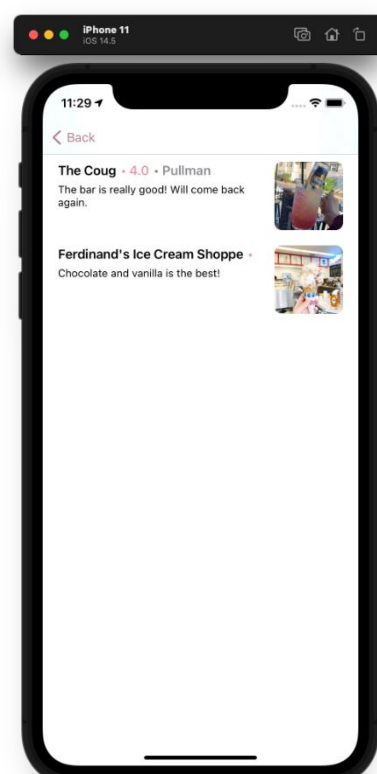 iPhone 11
iOS 14.5
11:29
Back
The Coug • 4.0 • Pullman
The bar is really good! Will come back
again.
Ferdinand's Ice Cream Shoppe •
Chocolate and vanilla is the best!